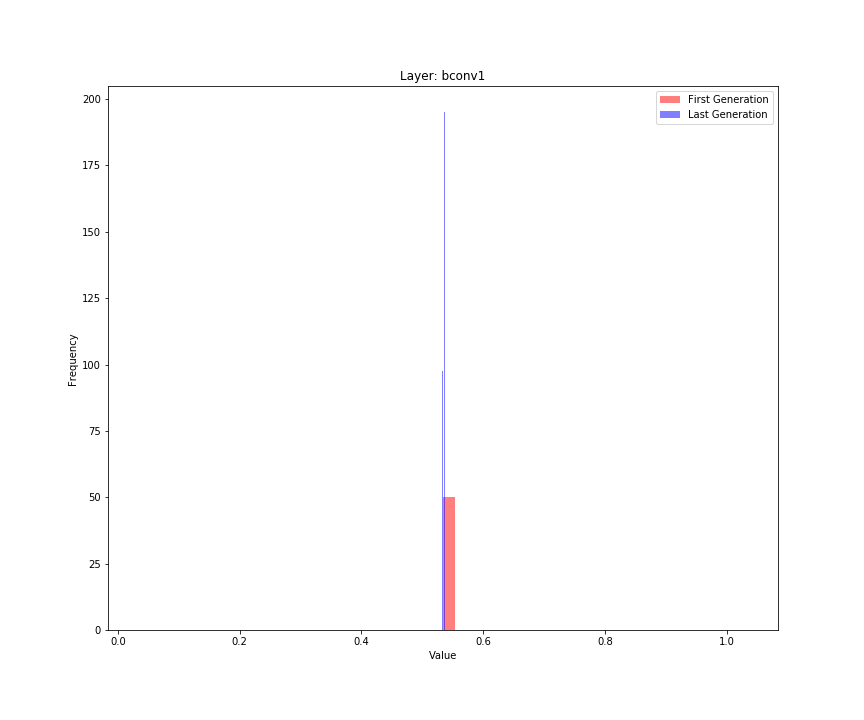 Layer: bconv1
First Generation
Last Generation
200
175
150
125
100
75
50
25
0
Frequency
0.0 0.2 0.4 0.6 0.8 1.0
Value